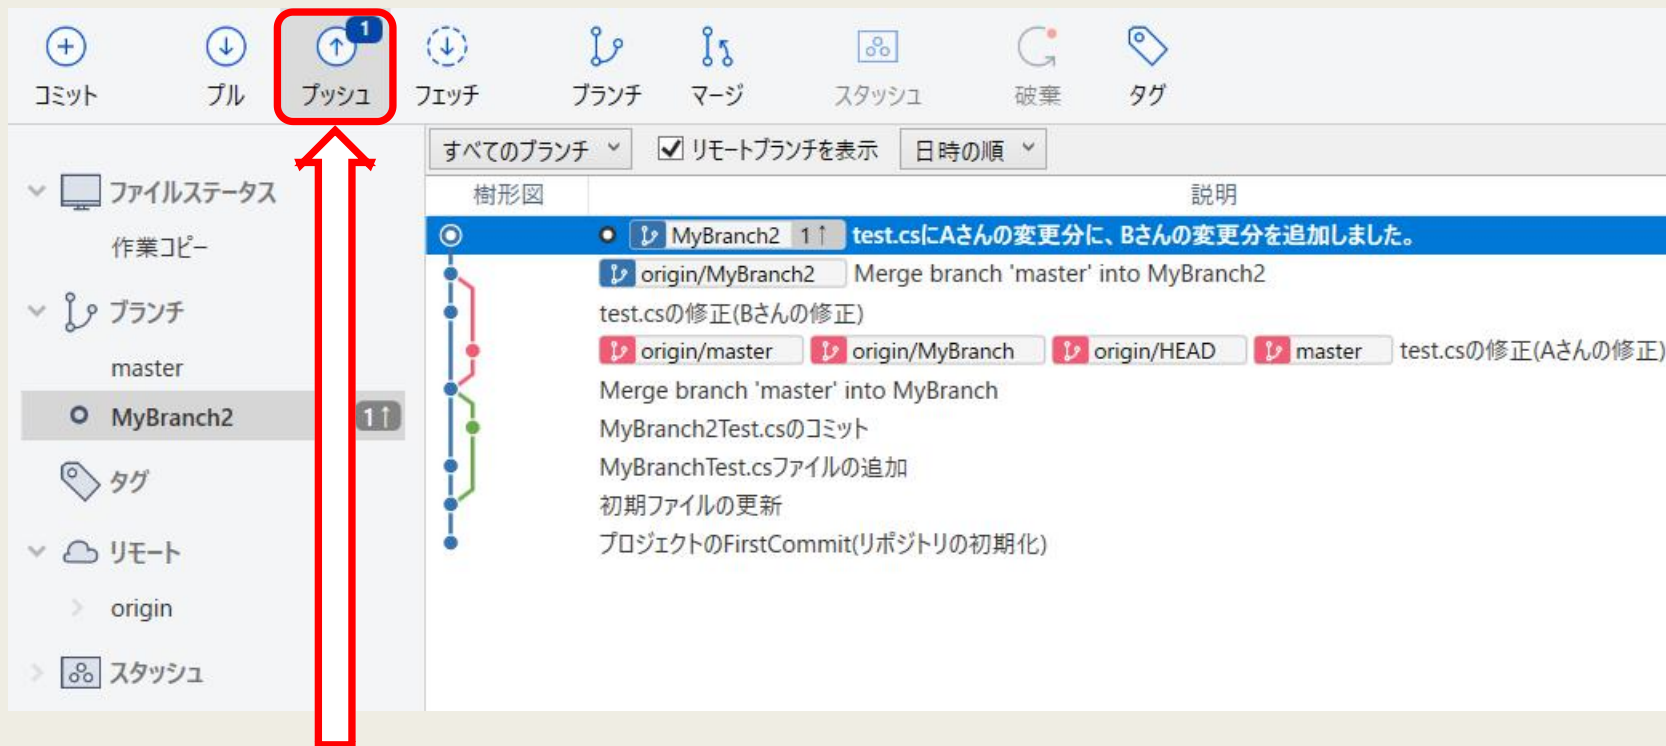 1
コミット プル プッシュ フェッチ ブランチ マージ スタッシュ 破棄 タグ
すべてのブランチ リモートブランチを表示 日時の順
樹形図 説明
ファイルステータス
作業コピー
ブランチ
master
MyBranch2 1↑
タグ
リモート
origin
スタッシュ
MyBranch2 1↑ test.csにAさんの変更分に、Bさんの変更分を追加しました。
origin/MyBranch2 Merge branch 'master' into MyBranch2
test.csの修正(Bさんの修正)
origin/master origin/MyBranch origin/HEAD master test.csの修正(Aさんの修正)
Merge branch 'master' into MyBranch
MyBranch2Test.csのコミット
MyBranchTest.csファイルの追加
初期ファイルの更新
プロジェクトのFirstCommit(リポジトリの初期化)